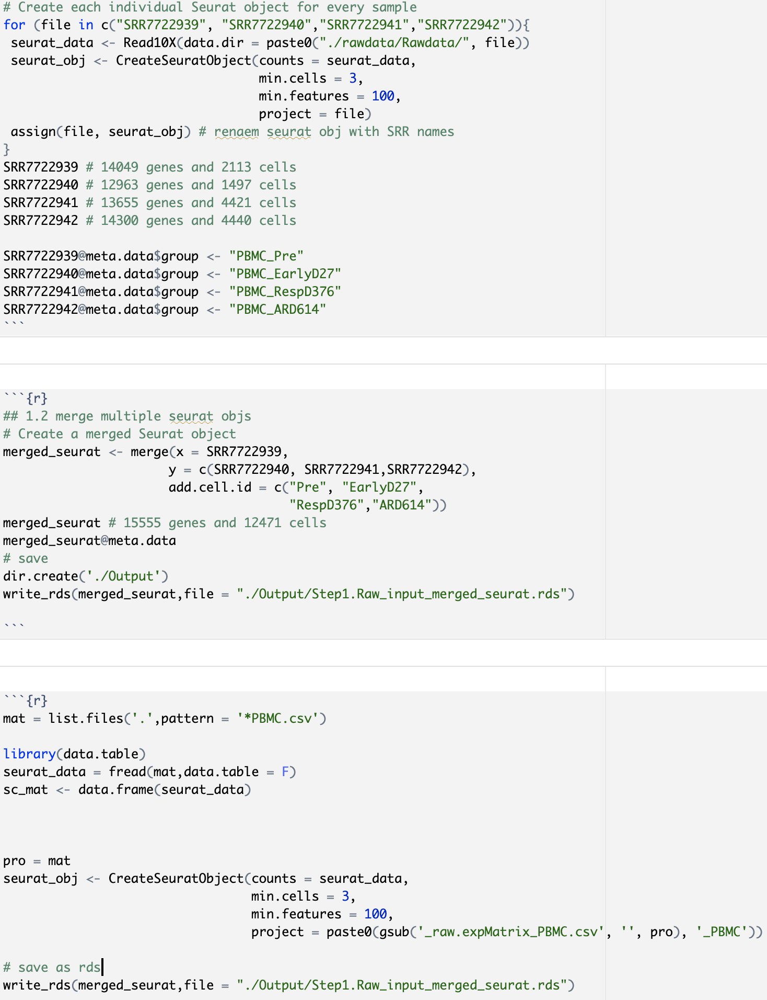 # Create each individual Seurat object for every sample
for (file in c("SRR7722939", "SRR7722940","SRR7722941","SRR7722942")){
 seurat_data <- Read10X(data.dir = paste0("./rawdata/Rawdata/", file))
 seurat_obj <- CreateSeuratObject(counts = seurat_data,
                                  min.cells = 3,
                                  min.features = 100,
                                  project = file)
 assign(file, seurat_obj) # renaem seurat obj with SRR names
}
SRR7722939 # 14049 genes and 2113 cells
SRR7722940 # 12963 genes and 1497 cells
SRR7722941 # 13655 genes and 4421 cells
SRR7722942 # 14300 genes and 4440 cells

SRR7722939@meta.data$group <- "PBMC_Pre"
SRR7722940@meta.data$group <- "PBMC_EarlyD27"
SRR7722941@meta.data$group <- "PBMC_RespD376"
SRR7722942@meta.data$group <- "PBMC_ARD614"
```

```{r}
## 1.2 merge multiple seurat objs
# Create a merged Seurat object
merged_seurat <- merge(x = SRR7722939,
                      y = c(SRR7722940, SRR7722941,SRR7722942),
                      add.cell.id = c("Pre", "EarlyD27",
                                      "RespD376","ARD614"))
merged_seurat # 15555 genes and 12471 cells
merged_seurat@meta.data
# save
dir.create('./Output')
write_rds(merged_seurat,file = "./Output/Step1.Raw_input_merged_seurat.rds")

```

```{r}
mat = list.files('.',pattern = '*PBMC.csv')

library(data.table)
seurat_data = fread(mat,data.table = F)
sc_mat <- data.frame(seurat_data)

pro = mat
seurat_obj <- CreateSeuratObject(counts = seurat_data,
                                 min.cells = 3,
                                 min.features = 100,
                                 project = paste0(gsub('_raw.expMatrix_PBMC.csv', '', pro), '_PBMC'))

# save as rds
write_rds(merged_seurat,file = "./Output/Step1.Raw_input_merged_seurat.rds")